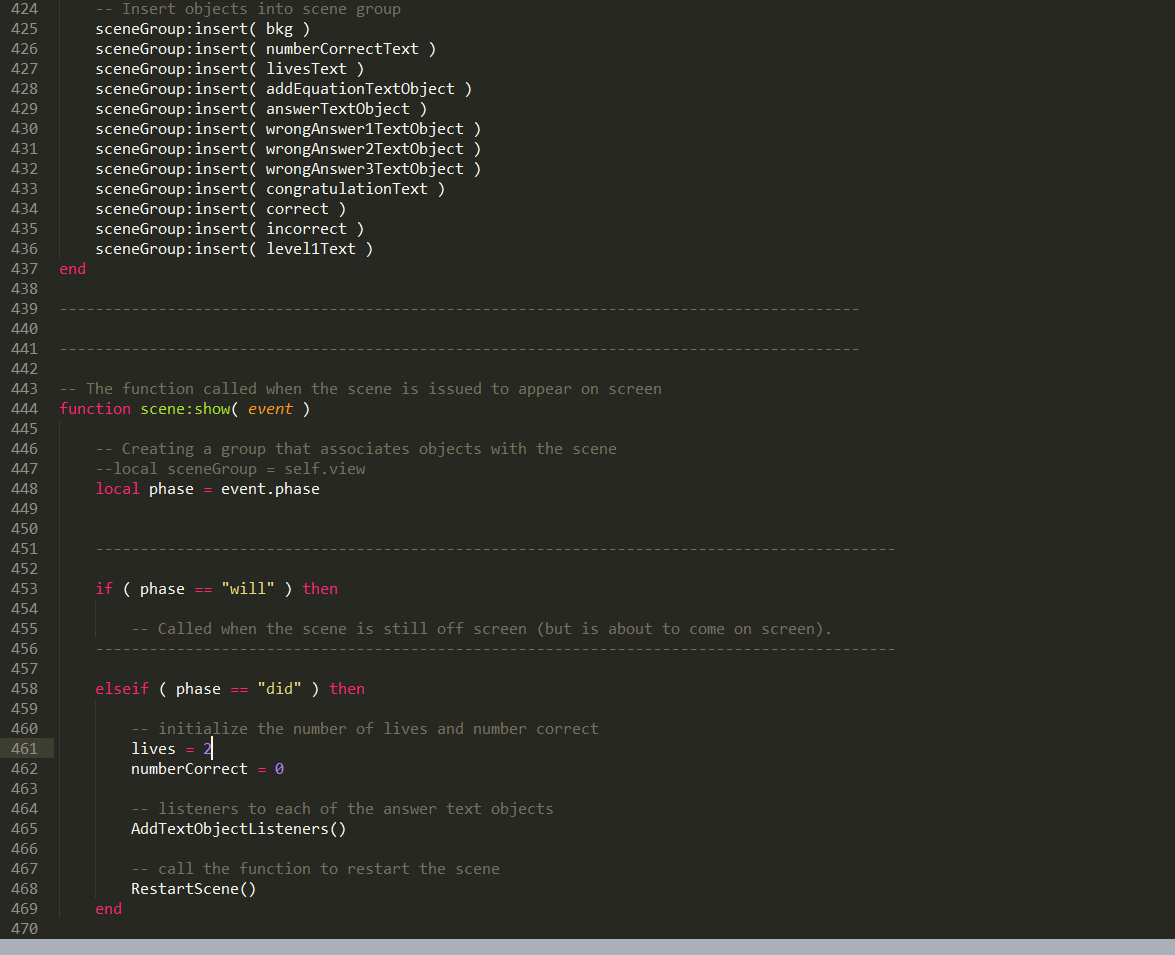 424 -- Insert objects into scene group
425 sceneGroup:insert( bkg )
426 sceneGroup:insert( numberCorrectText )
427 sceneGroup:insert( livesText )
428 sceneGroup:insert( addEquationTextObject )
429 sceneGroup:insert( answerTextObject )
430 sceneGroup:insert( wrongAnswer1TextObject )
431 sceneGroup:insert( wrongAnswer2TextObject )
432 sceneGroup:insert( wrongAnswer3TextObject )
433 sceneGroup:insert( congratulationText )
434 sceneGroup:insert( correct )
435 sceneGroup:insert( incorrect )
436 sceneGroup:insert( level1Text )
437 end
438
439 -----------------------------------------------------------------------------------------
440
441 -----------------------------------------------------------------------------------------
442
443 -- The function called when the scene is issued to appear on screen
444 function scene:show( event )
445
446 -- Creating a group that associates objects with the scene
447 --local sceneGroup = self.view
448 local phase = event.phase
449
450
451 -----------------------------------------------------------------------------------------
452
453 if ( phase == "will" ) then
454
455 -- Called when the scene is still off screen (but is about to come on screen).
456 -----------------------------------------------------------------------------------------
457
458 elseif ( phase == "did" ) then
459
460 -- initialize the number of lives and number correct
461 lives = 2
462 numberCorrect = 0
463
464 -- listeners to each of the answer text objects
465 AddTextObjectListeners()
466
467 -- call the function to restart the scene
468 RestartScene()
469 end
470